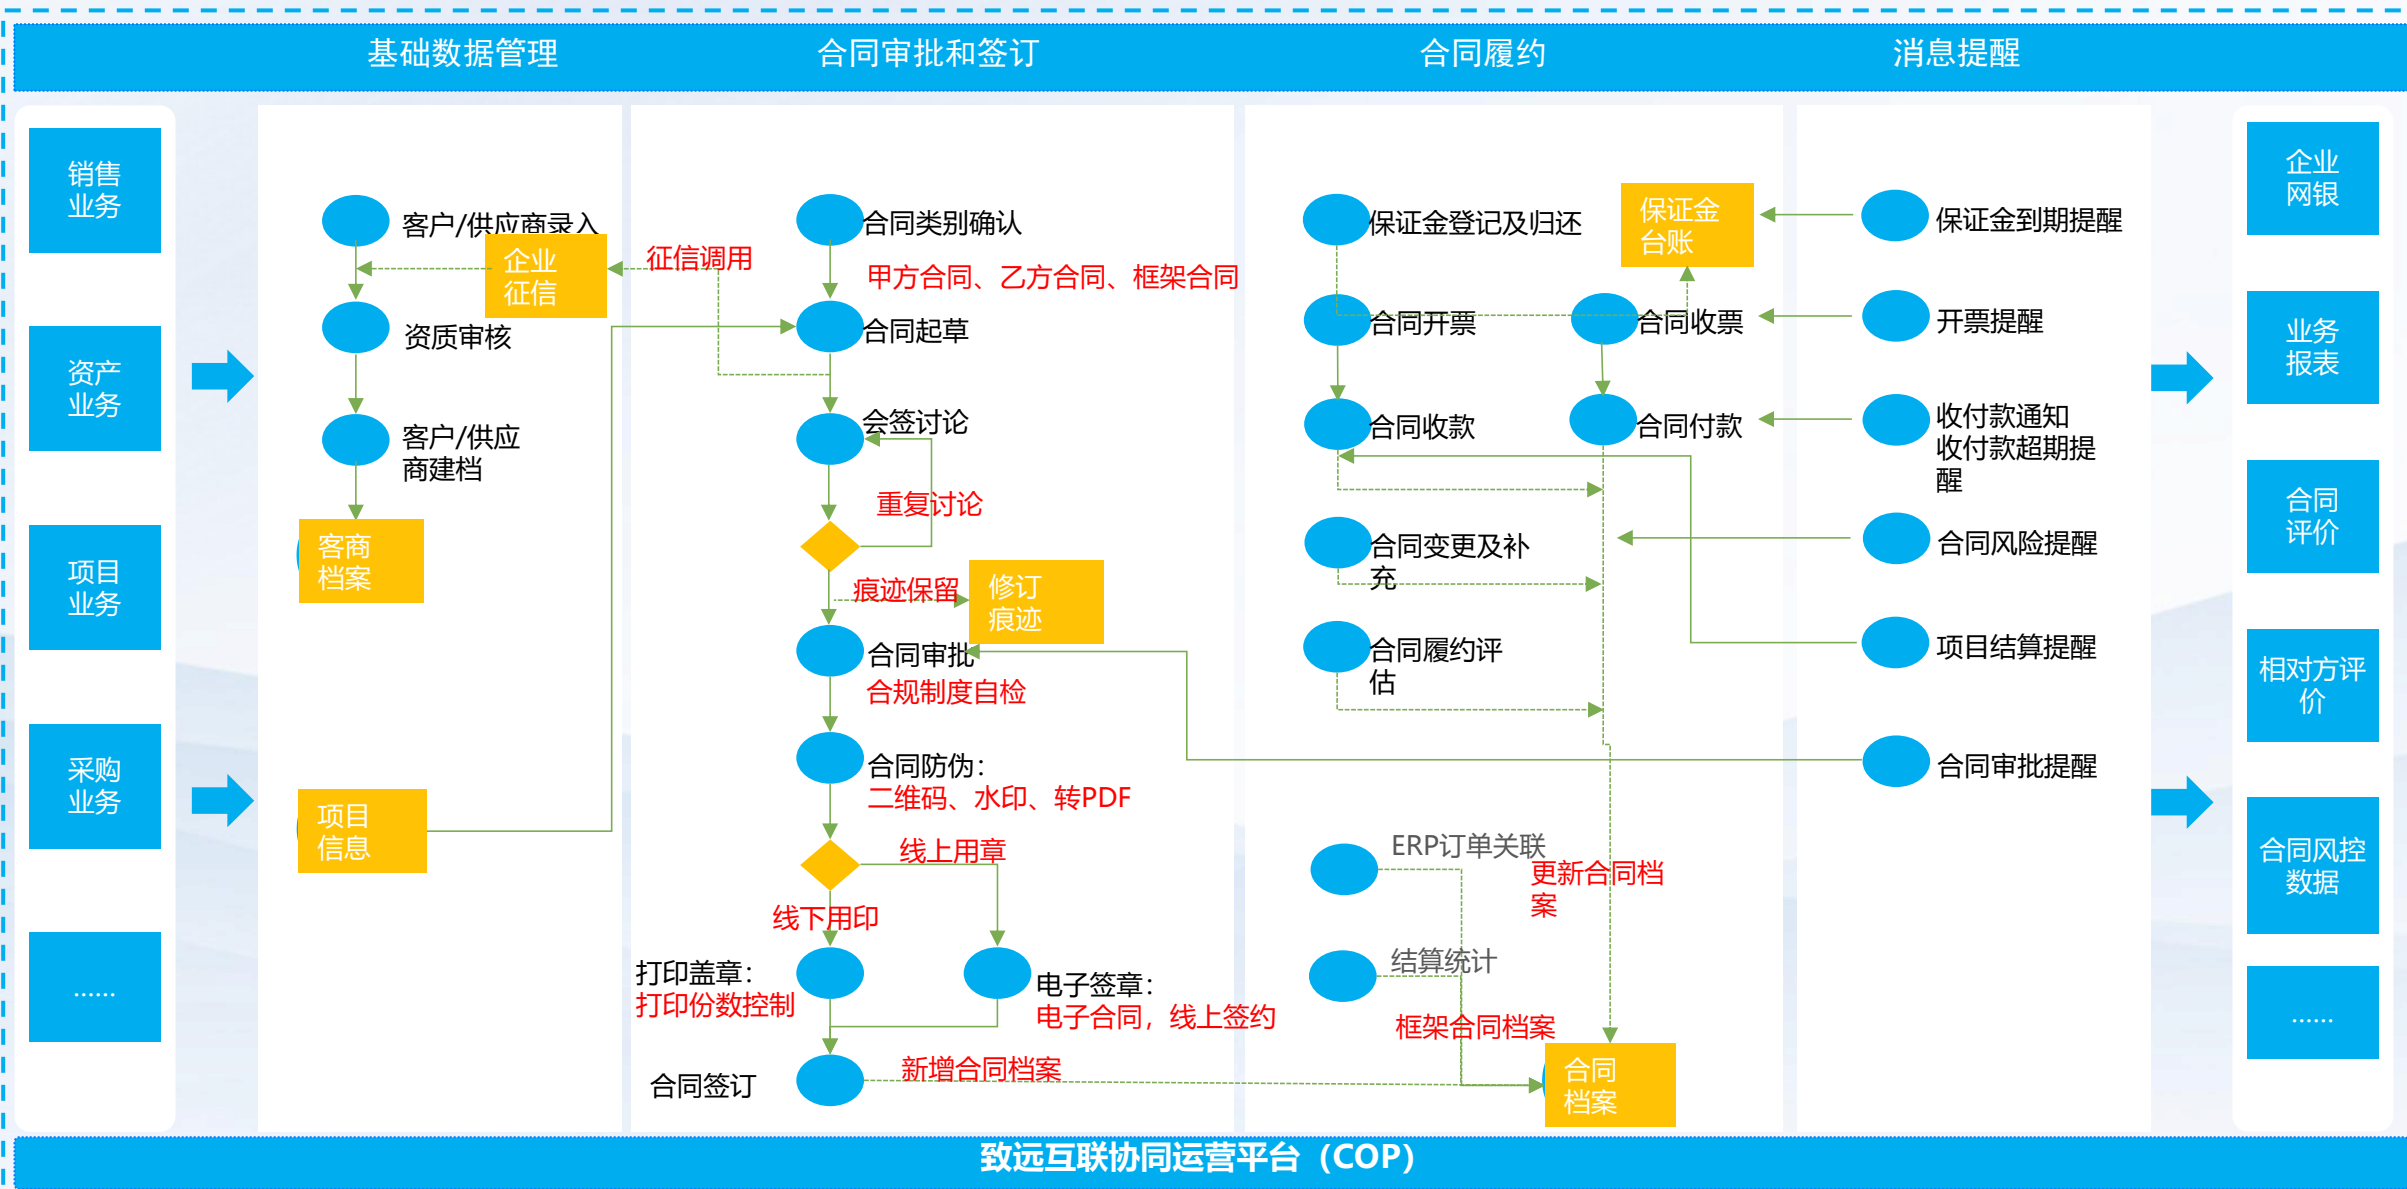 基础数据管理
合同审批和签订
合同履约
消息提醒
销售
业务
资产
业务
项目
业务
采购
业务
......
客户/供应商录入
企业
征信
资质审核
客户/供应
商建档
客商
档案
项目
信息
征信调用
合同类别确认
甲方合同、乙方合同、框架合同
合同起草
会签讨论
重复讨论
痕迹保留
修订
痕迹
合同审批
合规制度自检
合同防伪：
二维码、水印、转PDF
线上用章
线下用印
打印盖章：
打印份数控制
电子签章：
电子合同，线上签约
合同签订
新增合同档案
保证金登记及归还
保证金
台账
合同开票
合同收票
合同收款
合同付款
合同变更及补
充
合同履约评
估
ERP订单关联
更新合同档
案
结算统计
框架合同档案
合同
档案
保证金到期提醒
开票提醒
收付款通知
收付款超期提
醒
合同风险提醒
项目结算提醒
合同审批提醒
企业
网银
业务
报表
合同
评价
相对方评
价
合同风控
数据
......
致远互联协同运营平台（COP）